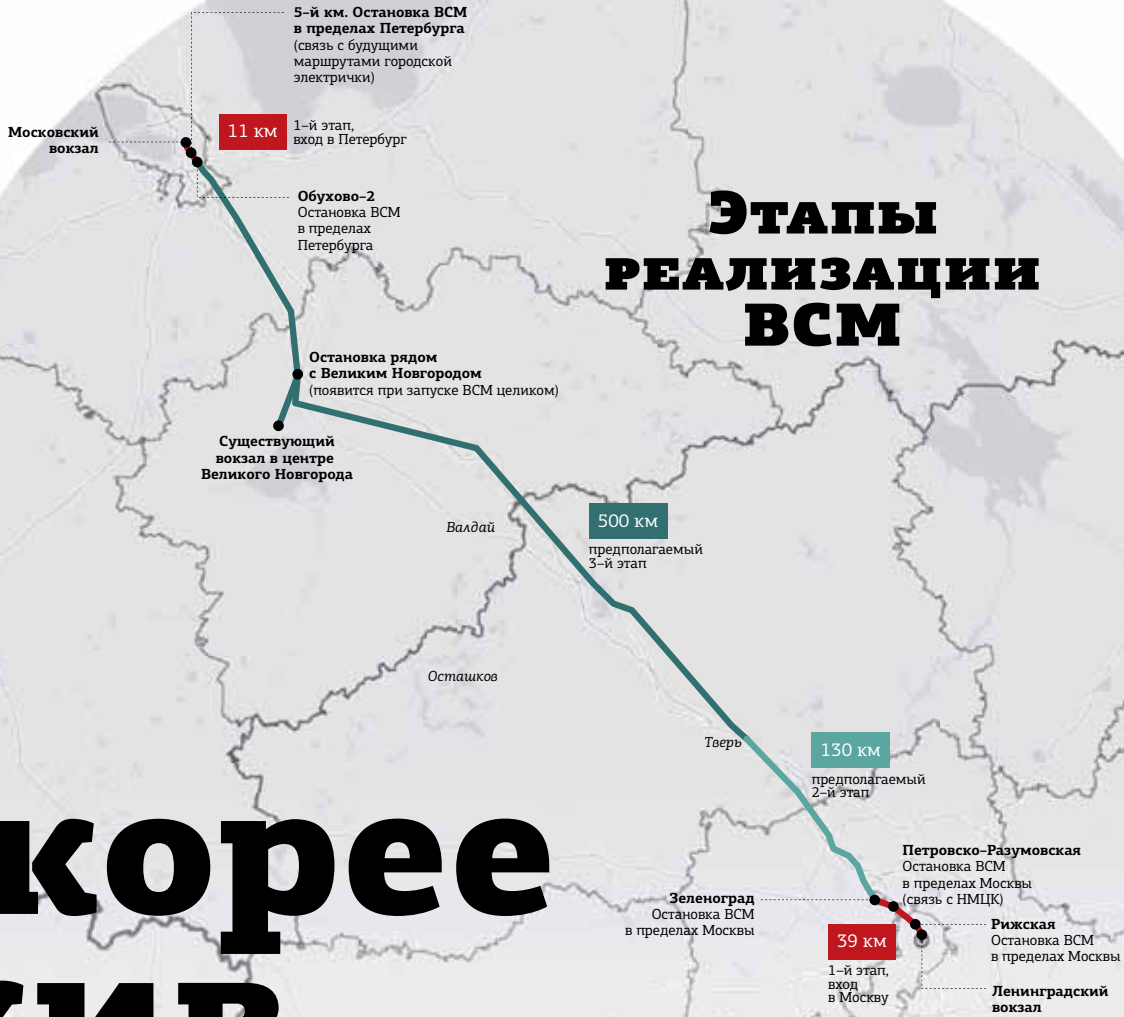 5-й км. Остановка ВСМ
в пределах Петербурга
(связь с будущими
маршрутами городской
электрички)
Московский
вокзал
11 км
1-й этап,
вход в Петербург
Обухово-2
Остановка ВСМ
в пределах
Петербурга
Этапы
реализации
ВСМ
Остановка рядом
с Великим Новгородом
(появится при запуске ВСМ целиком)
Существующий
вокзал в центре
Великого Новгорода
Валдай
500 км
предполагаемый
3-й этап
Осташков
Тверь
130 км
предполагаемый
2-й этап
корее
Петровско-Разумовская
Остановка ВСМ
в пределах Москвы
(связь с НМЦК)
Зеленоград
Остановка ВСМ
в пределах Москвы
Рижская
Остановка ВСМ
в пределах Москвы
39 км
1-й этап,
вход
в Москву
Ленинградский
вокзал